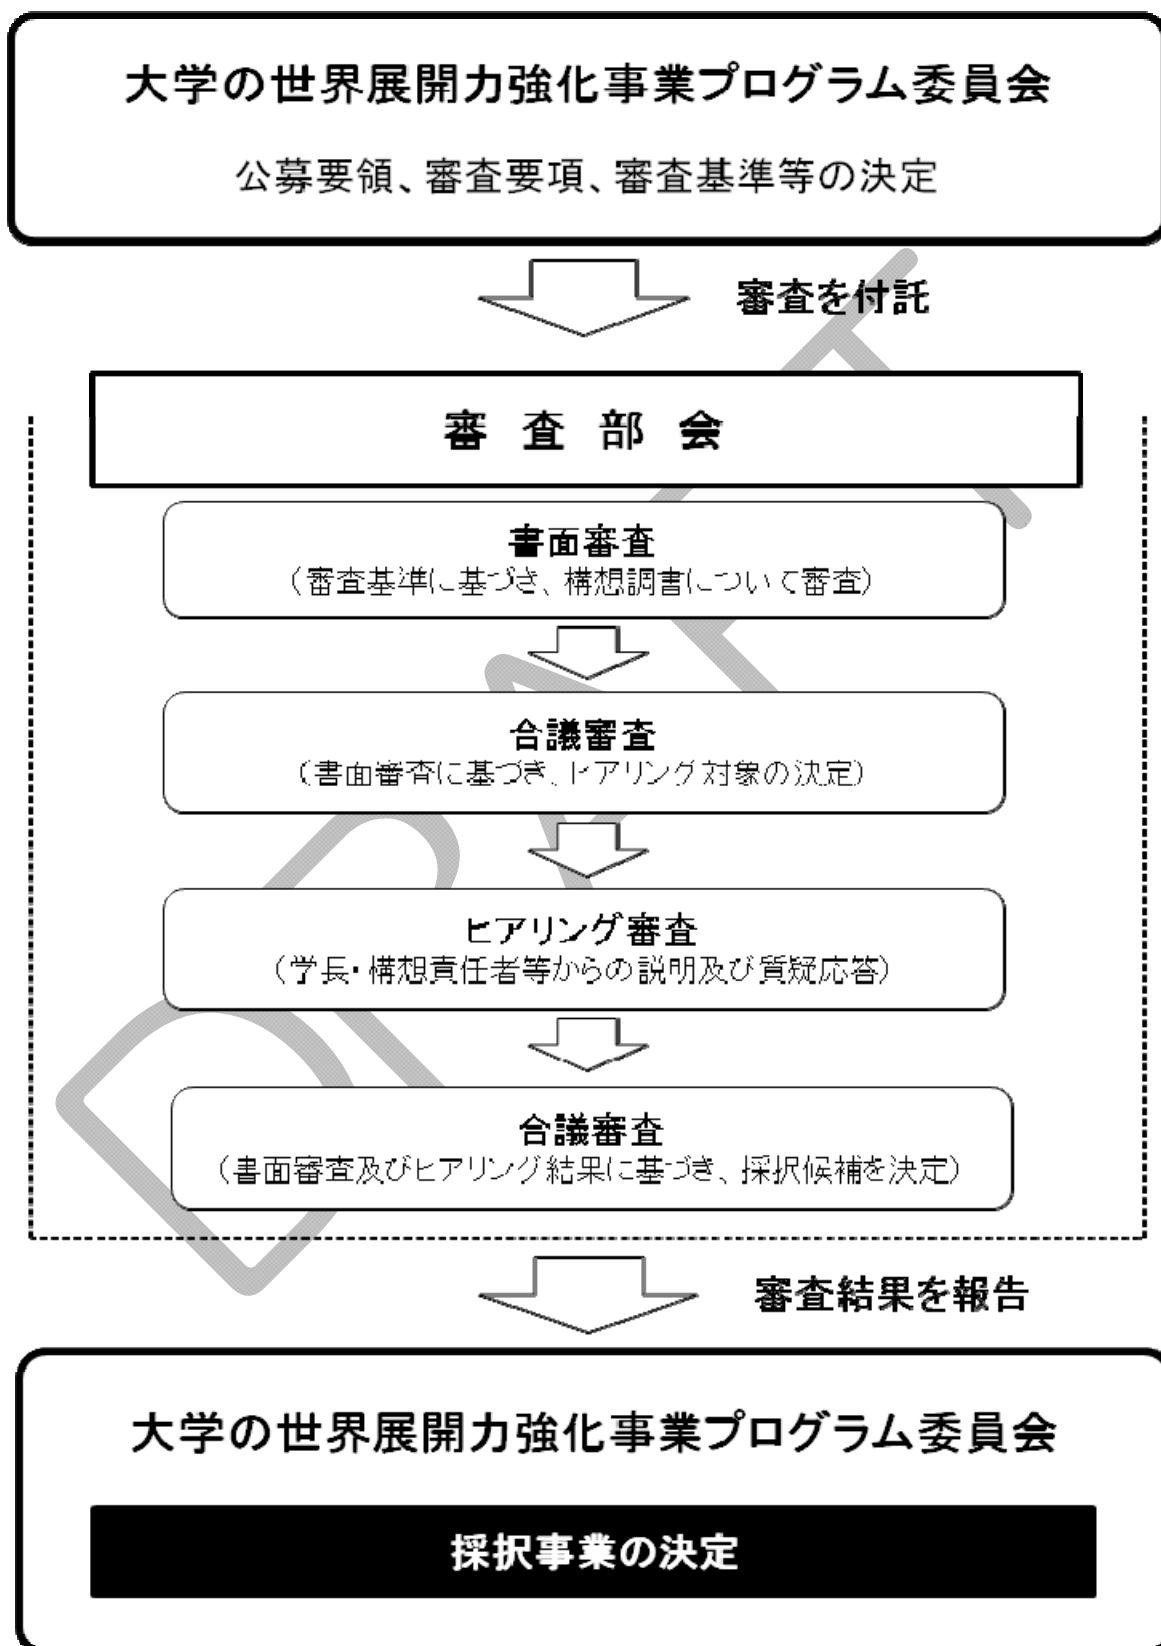 大学の世界展開力強化事業プログラム委員会
公募要領、審査要項、審査基準等の決定
審査を付託
審査部会
書面審査
（審査基準に基づき、構想調書について審査）
合議審査
（書面審査に基づき、ヒアリング対象の決定）
ヒアリング審査
（学長・構想責任者等からの説明及び質疑応答）
合議審査
（書面審査及びヒアリング結果に基づき、採択候補を決定）
審査結果を報告
大学の世界展開力強化事業プログラム委員会
採択事業の決定
DRAFT